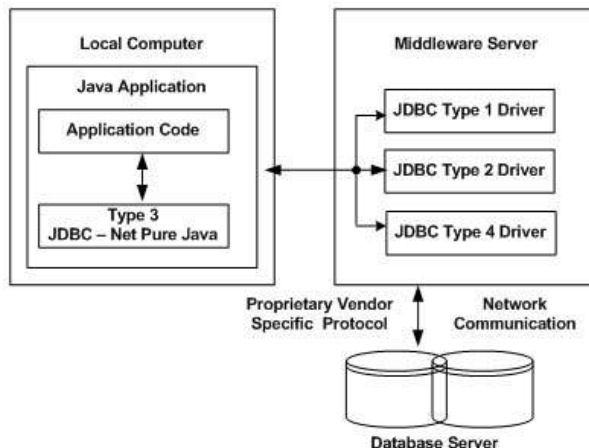 Local Computer
Java Application
Application Code
Type 3
JDBC – Net Pure Java
Middleware Server
JDBC Type 1 Driver
JDBC Type 2 Driver
JDBC Type 4 Driver
Proprietary Vendor
Specific Protocol
Network
Communication
Database Server